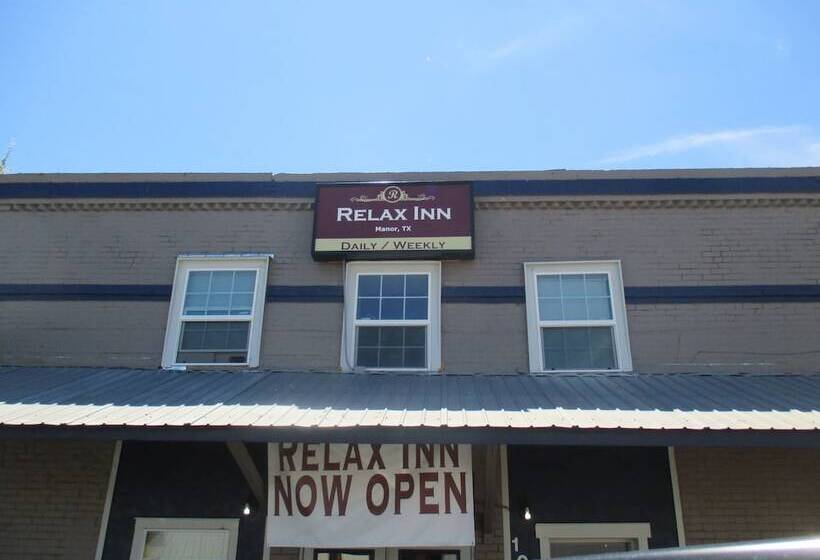 R
RELAX INN
Manor, TX
DAILY / WEEKLY
RELAX INN
NOW OPEN